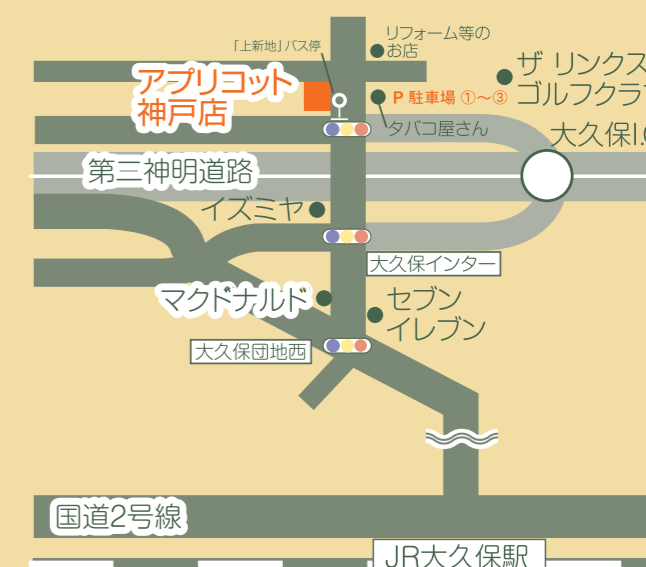 リフォーム等の
お店
「上新地」バス停
ザ リンクス
ゴルフクラブ
アプリコット
神戸店
P 駐車場 ①～③
タバコ屋さん
大久保I.C
第三神明道路
イズミヤ
大久保インター
マクドナルド
セブン
イレブン
大久保団地西
国道2号線
JR大久保駅